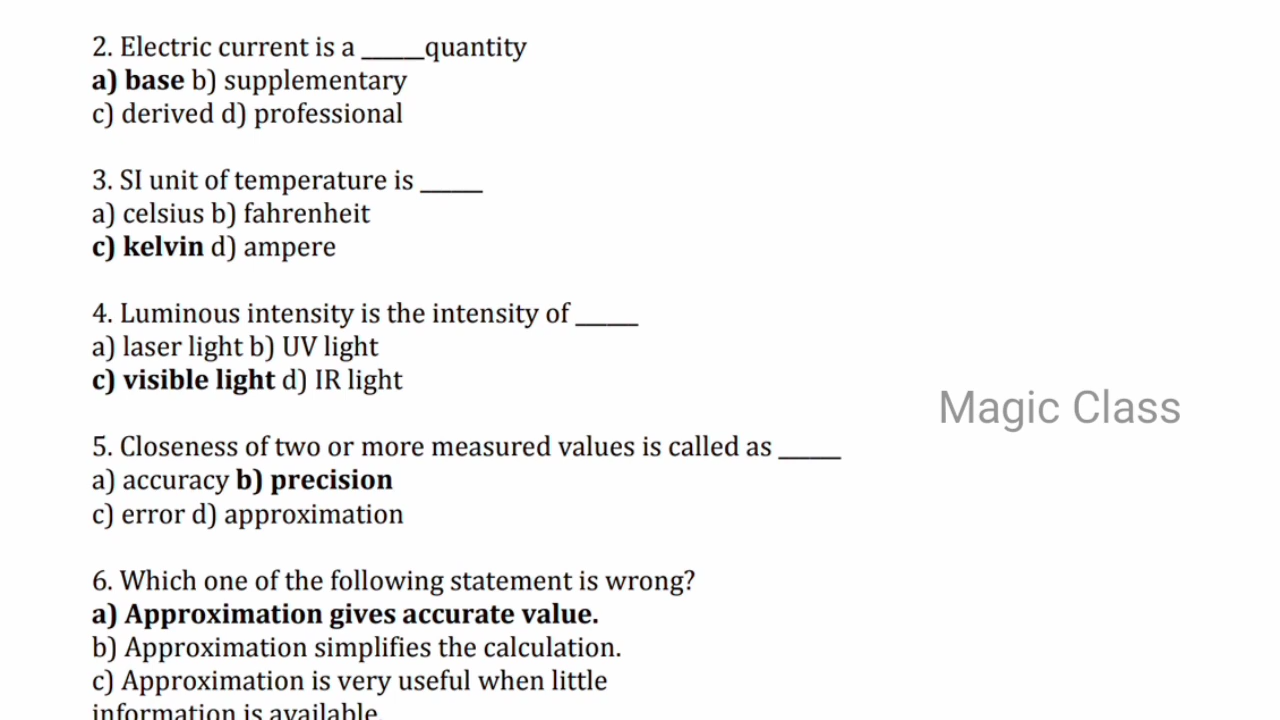 2. Electric current is a _____quantity
a) base b) supplementary
c) derived d) professional
3. SI unit of temperature is _____
a) celsius b) fahrenheit
c) kelvin d) ampere
4. Luminous intensity is the intensity of _____
a) laser light b) UV light
c) visible light d) IR light
Magic Class
5. Closeness of two or more measured values is called as _____
a) accuracy b) precision
c) error d) approximation
6. Which one of the following statement is wrong?
a) Approximation gives accurate value.
b) Approximation simplifies the calculation.
c) Approximation is very useful when little
information is available.